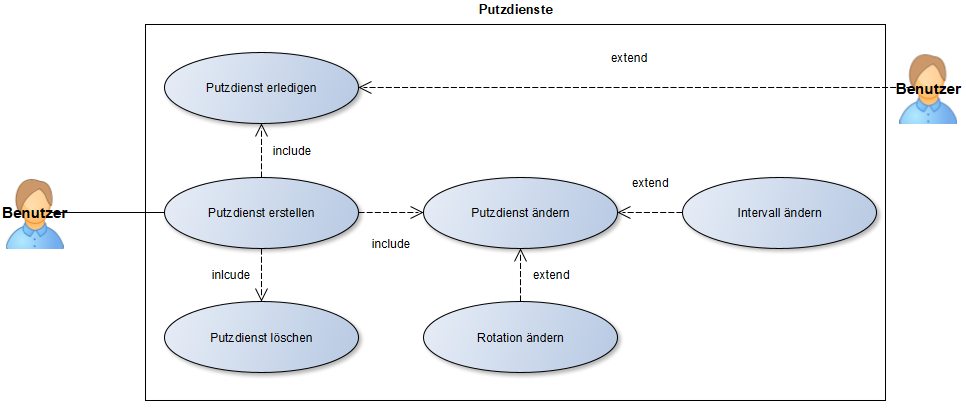 Putzdienste
extend
Putzdienst erledigen
Benutzer
include
extend
Benutzer
Putzdienst erstellen
Putzdienst ändern
Intervall ändern
include
inlcude
extend
Putzdienst löschen
Rotation ändern